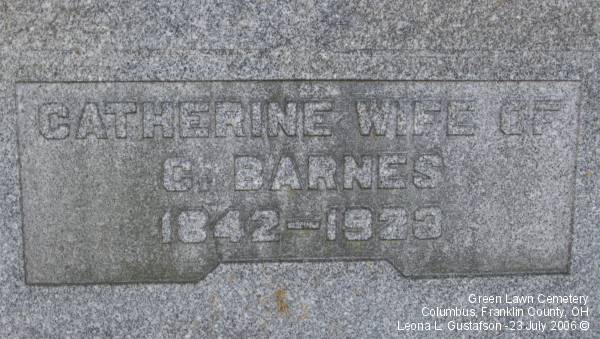 CATHERINE WIFE OF
C. BARNES
1842–1923
Green Lawn Cemetery
Columbus, Franklin County, OH
Leona L. Gustafson -23 July 2006 ©